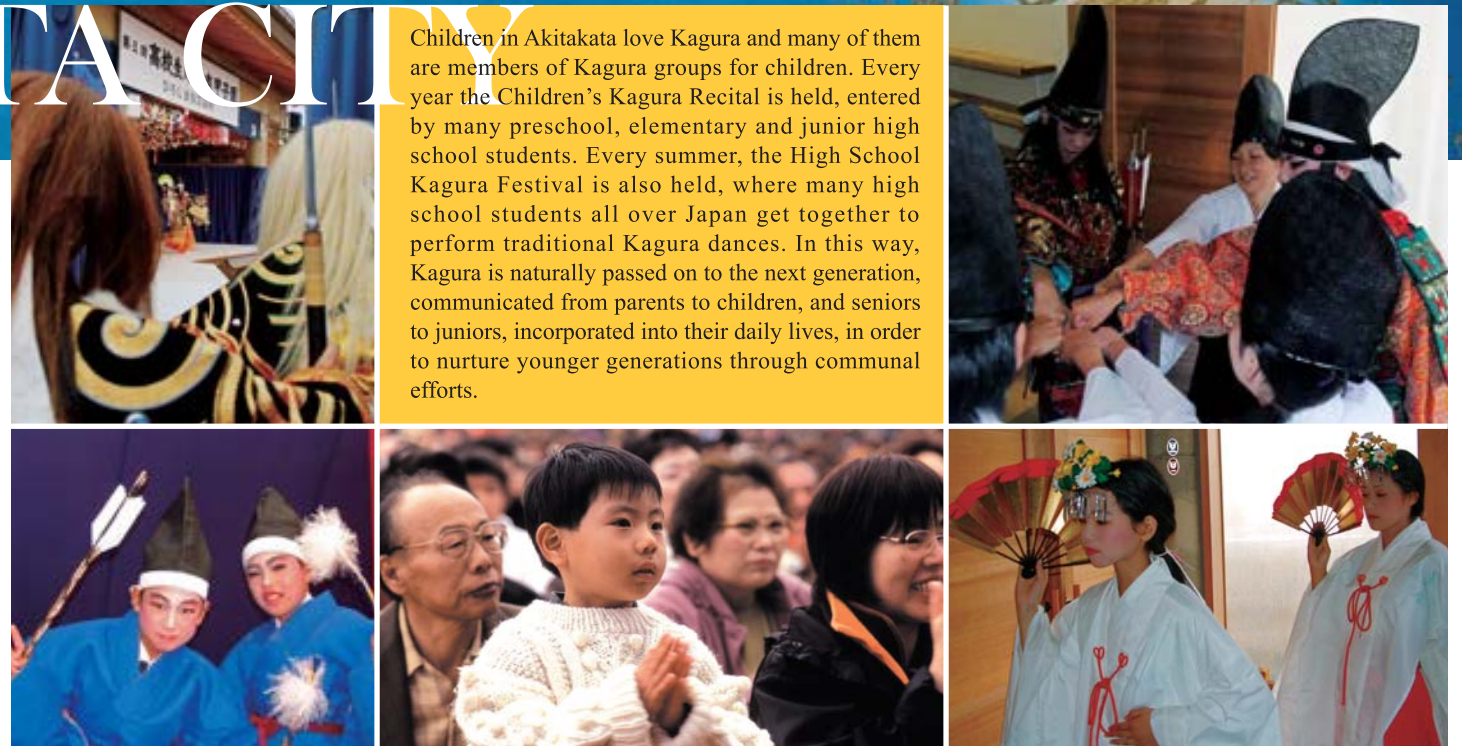 TA CITY
高校生
Children in Akitakata love Kagura and many of them
are members of Kagura groups for children. Every
year the Children’s Kagura Recital is held, entered
by many preschool, elementary and junior high
school students. Every summer, the High School
Kagura Festival is also held, where many high
school students all over Japan get together to
perform traditional Kagura dances. In this way,
Kagura is naturally passed on to the next generation,
communicated from parents to children, and seniors
to juniors, incorporated into their daily lives, in order
to nurture younger generations through communal
efforts.